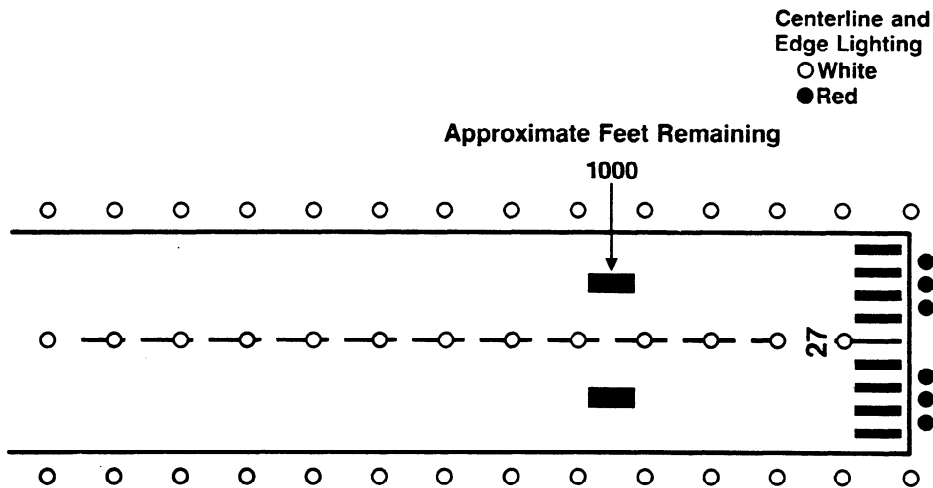 Centerline and
Edge Lighting
White
Red
Approximate Feet Remaining
1000
27